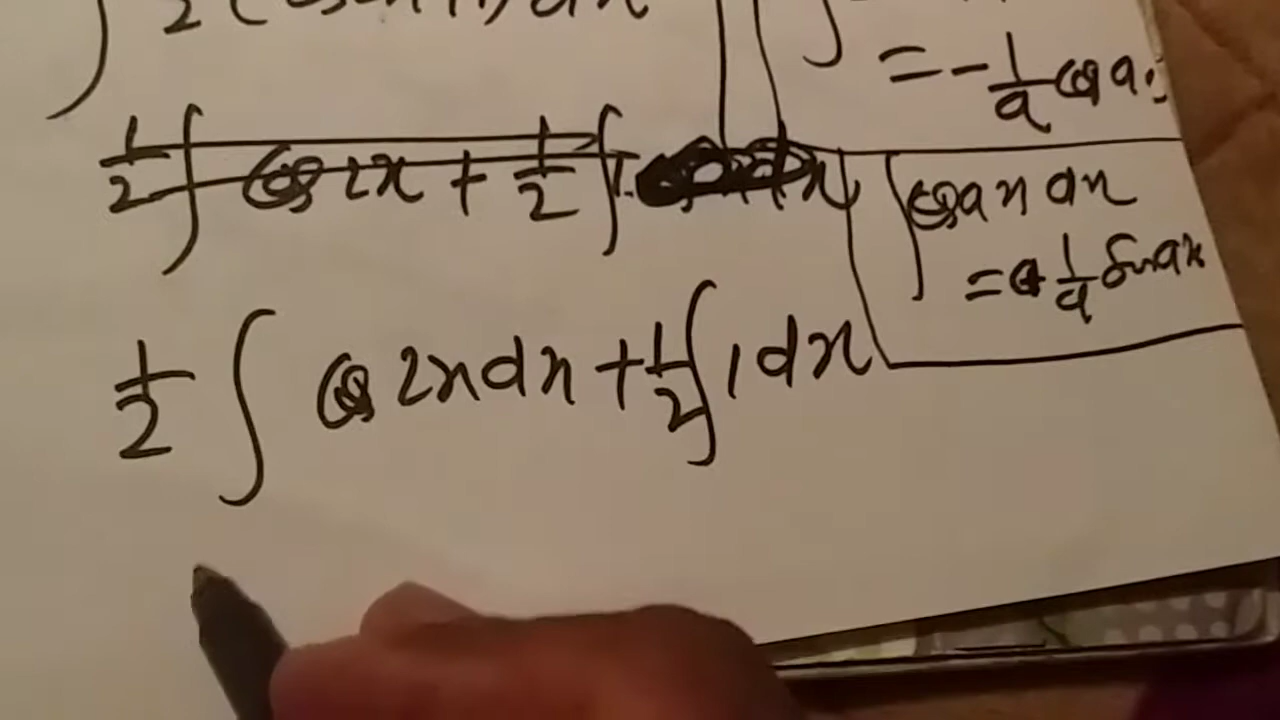 = -1/a cos a
1/2 ∫ cos 2x + 1/2 ∫ 1.
∫ cos ax dx
= 1/a Sin ax
1/2 ∫ cos 2x dx + 1/2 ∫ 1 dx